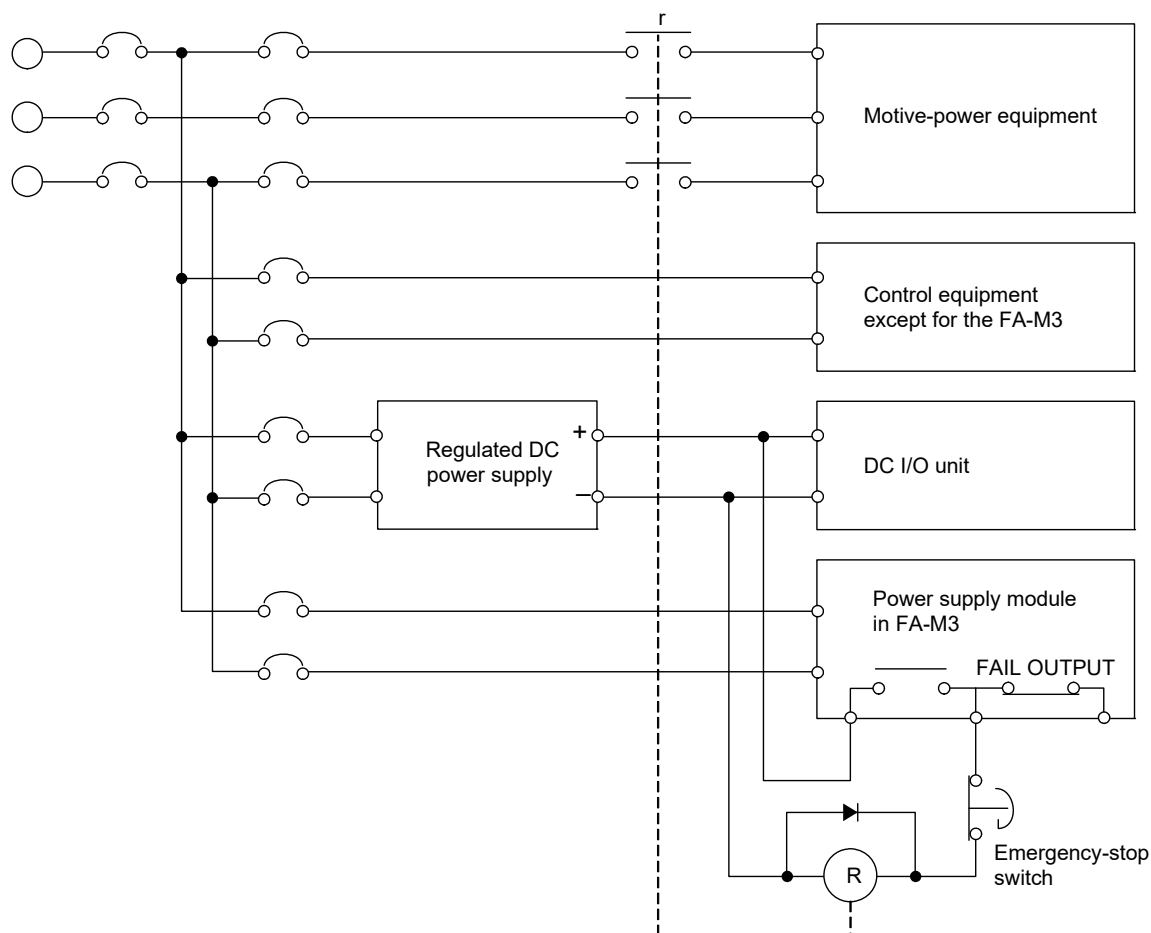 r
Motive-power equipment
Control equipment
except for the FA-M3
Regulated DC
power supply
+
−
DC I/O unit
Power supply module
in FA-M3
FAIL OUTPUT
Emergency-stop
switch
R